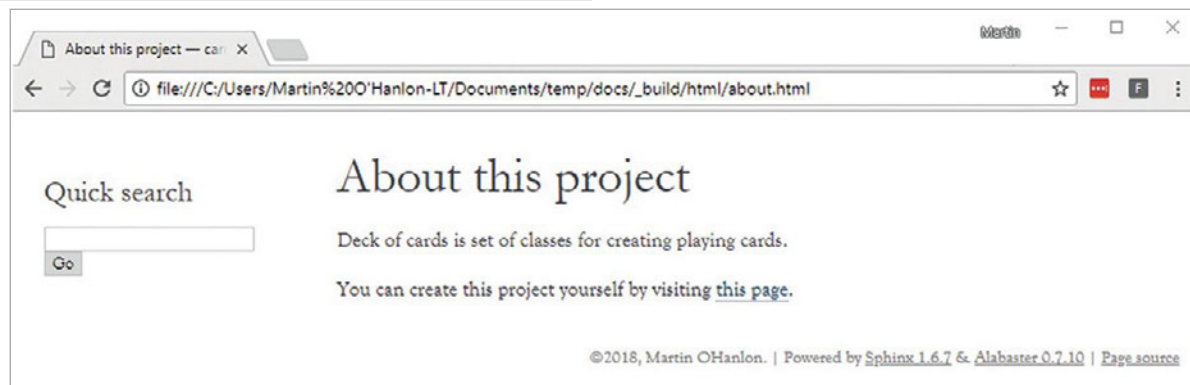 Martin
About this project — car
file:///C:/Users/Martin%20O'Hanlon-LT/Documents/temp/docs/_build/html/about.html
F
Quick search
Go
About this project
Deck of cards is set of classes for creating playing cards.
You can create this project yourself by visiting this page.
©2018, Martin OHanlon. | Powered by Sphinx 1.6.7 & Alabaster 0.7.10 | Page source